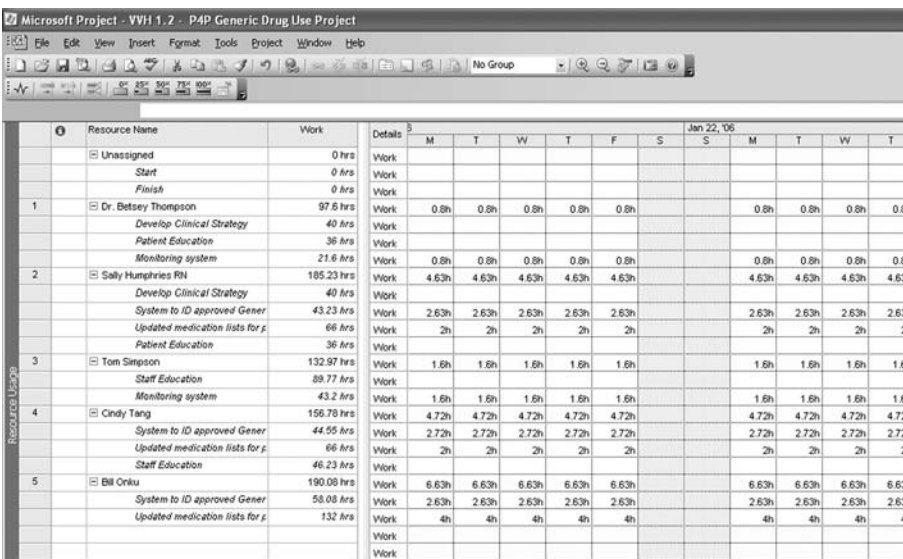 Microsoft Project - VVH 1.2 - P4P Generic Drug Use Project
File Edit View Insert Format Tools Project Window Help
No Group
0% 25% 50% 75% 100%
Resource Name Work Details Jan 22, '06
M T W T F S S M T W T
Unassigned 0 hrs Work
Start 0 hrs Work
Finish 0 hrs Work
1 Dr. Betsey Thompson 97.6 hrs Work 0.8h 0.8h 0.8h 0.8h 0.8h 0.8h 0.8h 0.8h
Develop Clinical Strategy 40 hrs Work
Patient Education 36 hrs Work
Monitoring system 21.6 hrs Work 0.8h 0.8h 0.8h 0.8h 0.8h 0.8h 0.8h 0.8h
2 Sally Humphries RN 185.23 hrs Work 4.63h 4.63h 4.63h 4.63h 4.63h 4.63h 4.63h 4.63h
Develop Clinical Strategy 40 hrs Work
System to ID approved Gener 43.23 hrs Work 2.63h 2.63h 2.63h 2.63h 2.63h 2.63h 2.63h 2.63h
Updated medication lists for p 66 hrs Work 2h 2h 2h 2h 2h 2h 2h 2h
Patient Education 36 hrs Work
3 Tom Simpson 132.97 hrs Work 1.6h 1.6h 1.6h 1.6h 1.6h 1.6h 1.6h 1.6h
Staff Education 89.77 hrs Work
Monitoring system 43.2 hrs Work 1.6h 1.6h 1.6h 1.6h 1.6h 1.6h 1.6h 1.6h
4 Cindy Tang 156.78 hrs Work 4.72h 4.72h 4.72h 4.72h 4.72h 4.72h 4.72h 4.72h
System to ID approved Gener 44.55 hrs Work 2.72h 2.72h 2.72h 2.72h 2.72h 2.72h 2.72h 2.72h
Updated medication lists for p 66 hrs Work 2h 2h 2h 2h 2h 2h 2h 2h
Staff Education 46.23 hrs Work
5 Bill Onku 190.08 hrs Work 6.63h 6.63h 6.63h 6.63h 6.63h 6.63h 6.63h 6.63h
System to ID approved Gener 58.08 hrs Work 2.63h 2.63h 2.63h 2.63h 2.63h 2.63h 2.63h 2.63h
Updated medication lists for p 132 hrs Work 4h 4h 4h 4h 4h 4h 4h 4h
Work
Work
Resource Usage